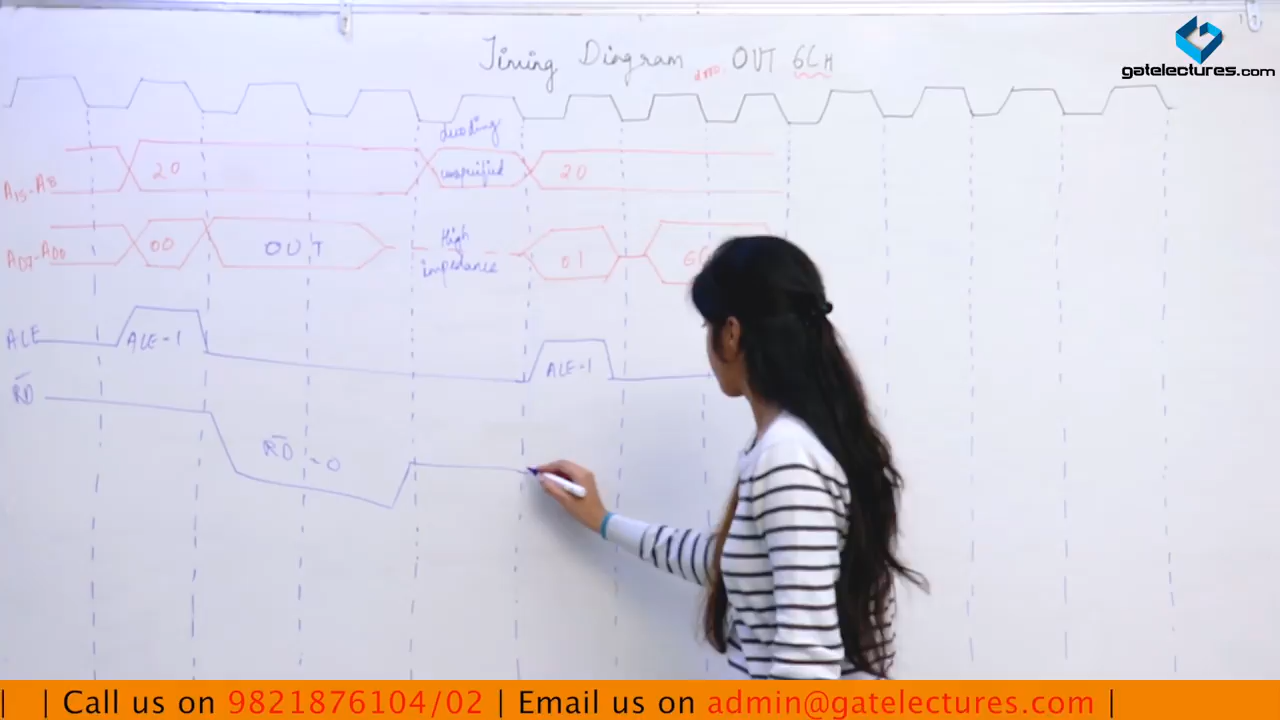 gatelectures.com
Timing Diagram OUT 6CH
decoding
A15-A8 20 unspecified 20
AD7-AD0 00 OUT High impedance 01
ALE ALE-1 ALE-1
RD
RD - 0
| | Call us on 9821876104/02 | Email us on admin@gatelectures.com |